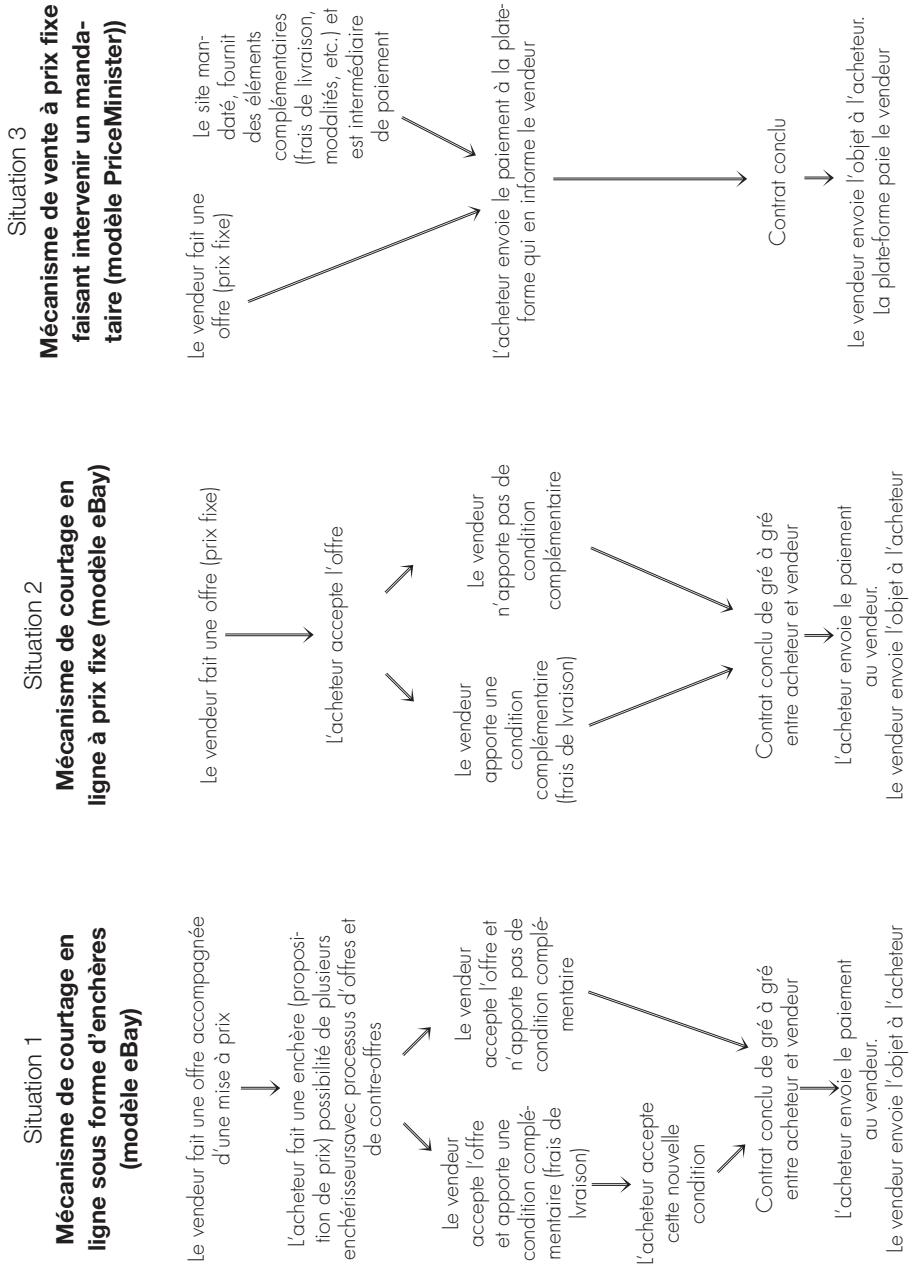 Situation 1
Mécanisme de courtage en
ligne sous forme d'enchères
(modèle eBay)
Le vendeur fait une offre accompagnée
d'une mise à prix
L'acheteur fait une enchère (proposi-
tion de prix) possibilité de plusieurs
enchérisseursavec processus d'offres et
de contre-offres
Le vendeur
accepte l'offre
et apporte une
condition complé-
mentaire (frais de
lvraison)
Le vendeur
accepte l'offre et
n'apporte pas de
condition complé-
mentaire
L'acheteur accepte
cette nouvelle
condition
Contrat conclu de gré à gré
entre acheteur et vendeur
L'acheteur envoie le paiement
au vendeur.
Le vendeur envoie l'objet à l'acheteur
Situation 2
Mécanisme de courtage en
ligne à prix fixe (modèle eBay)
Le vendeur fait une offre (prix fixe)
L'acheteur accepte l'offre
Le vendeur
apporte une
condition
complémentaire
(frais de lvraison)
Le vendeur
n'apporte pas de
condition
complémentaire
Contrat conclu de gré à gré
entre acheteur et vendeur
L'acheteur envoie le paiement
au vendeur.
Le vendeur envoie l'objet à l'acheteur
Situation 3
Mécanisme de vente à prix fixe
faisant intervenir un manda-
taire (modèle PriceMinister))
Le vendeur fait une
offre (prix fixe)
Le site man-
daté, fournit
des éléments
complémentaires
(frais de livraison,
modalités, etc.) et
est intermédiaire
de paiement
L'acheteur envoie le paiement à la plate-
forme qui en informe le vendeur
Contrat conclu
Le vendeur envoie l'objet à l'acheteur.
La plate-forme paie le vendeur